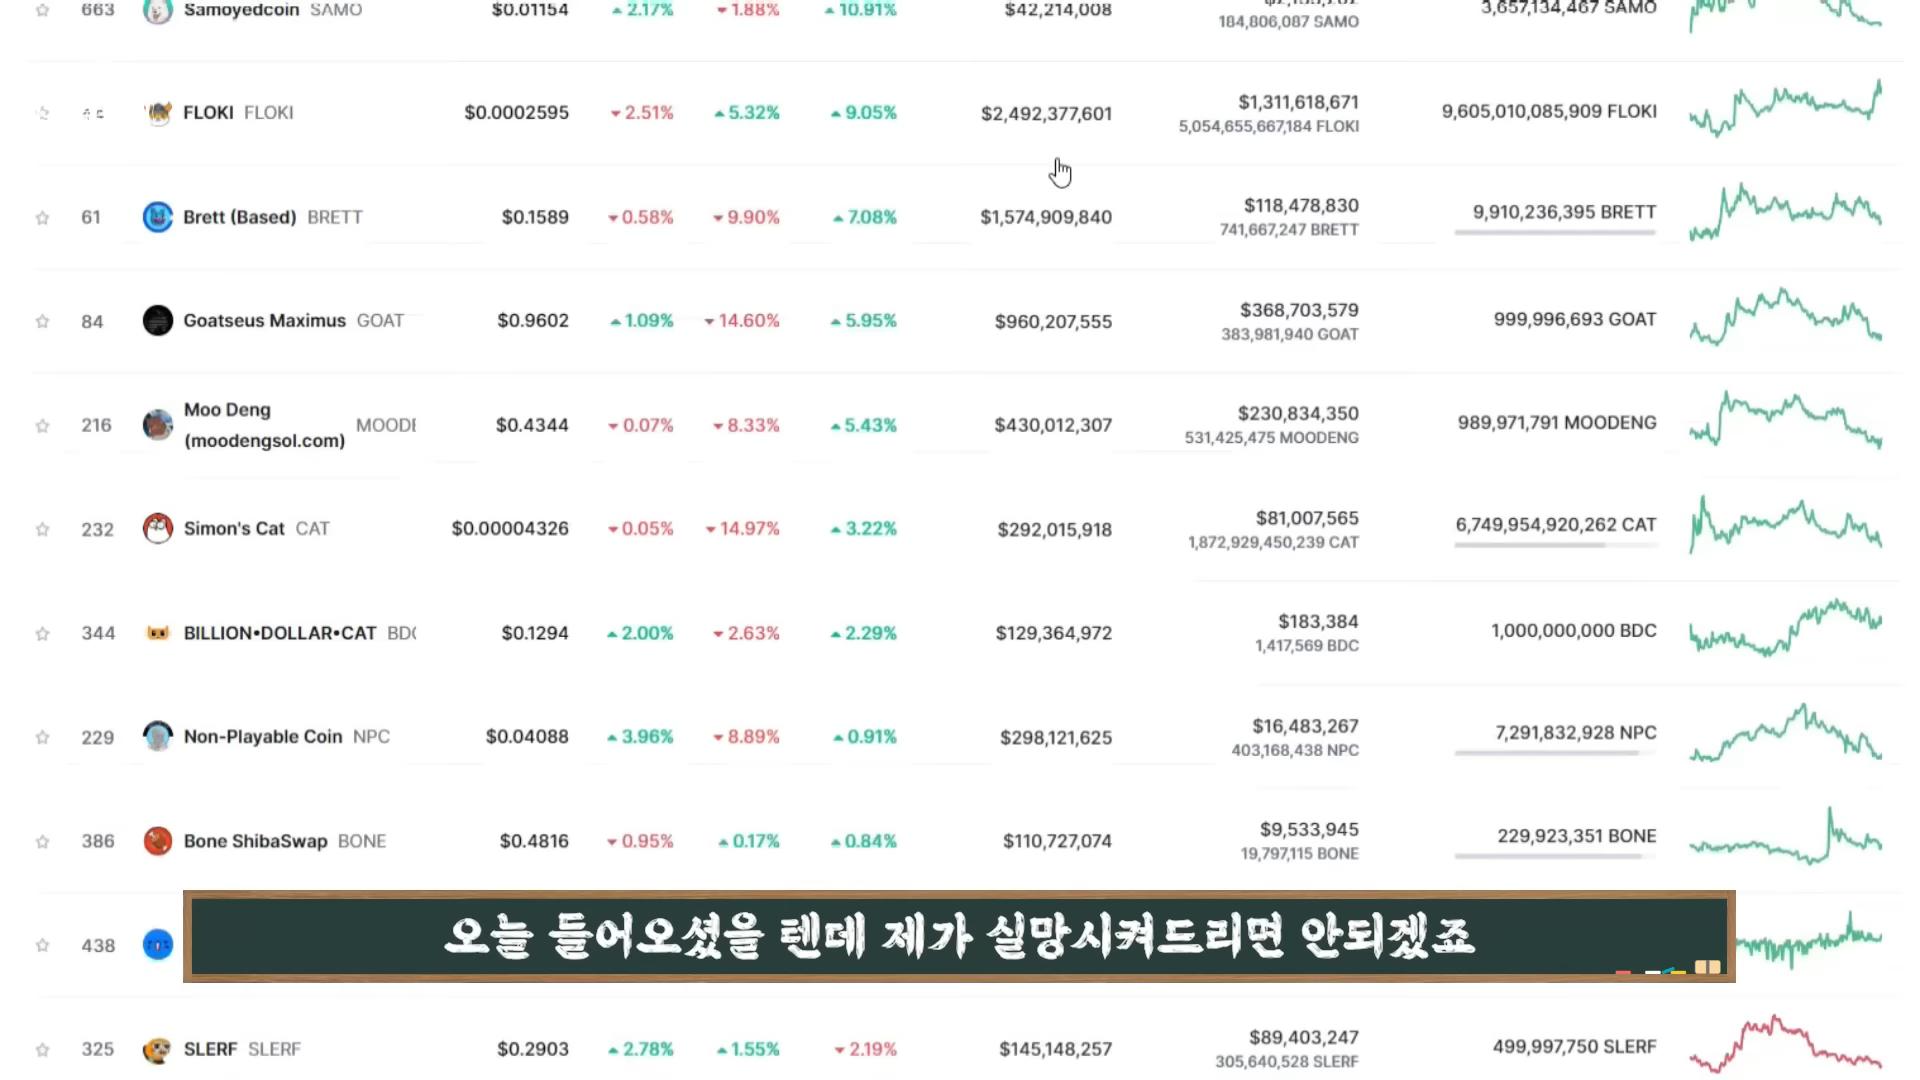 663 Samoyedcoin SAMO $0.01154 2.17% 1.88% 10.91% $42,214,008
184,806,087 SAMO
3,657,134,467 SAMO
FLOKI FLOKI $0.0002595 2.51% 5.32% 9.05% $2,492,377,601
$1,311,618,671
5,054,655,667,184 FLOKI
9,605,010,085,909 FLOKI
61 Brett (Based) BRETT $0.1589 0.58% 9.90% 7.08% $1,574,909,840
$118,478,830
741,667,247 BRETT
9,910,236,395 BRETT
84 Goatseus Maximus GOAT $0.9602 1.09% 14.60% 5.95% $960,207,555
$368,703,579
383,981,940 GOAT
999,996,693 GOAT
216 Moo Deng
(moodengsol.com) MOODE $0.4344 0.07% 8.33% 5.43% $430,012,307
$230,834,350
531,425,475 MOODENG
989,971,791 MOODENG
232 Simon's Cat CAT $0.00004326 0.05% 14.97% 3.22% $292,015,918
$81,007,565
1,872,929,450,239 CAT
6,749,954,920,262 CAT
344 BILLION•DOLLAR•CAT BDC $0.1294 2.00% 2.63% 2.29% $129,364,972
$183,384
1,417,569 BDC
1,000,000,000 BDC
229 Non-Playable Coin NPC $0.04088 3.96% 8.89% 0.91% $298,121,625
$16,483,267
403,168,438 NPC
7,291,832,928 NPC
386 Bone ShibaSwap BONE $0.4816 0.95% 0.17% 0.84% $110,727,074
$9,533,945
19,797,115 BONE
229,923,351 BONE
438
오늘 들어오셨을 텐데 제가 실망시켜드리면 안되겠죠
325 SLERF SLERF $0.2903 2.78% 1.55% 2.19% $145,148,257
$89,403,247
305,640,528 SLERF
499,997,750 SLERF